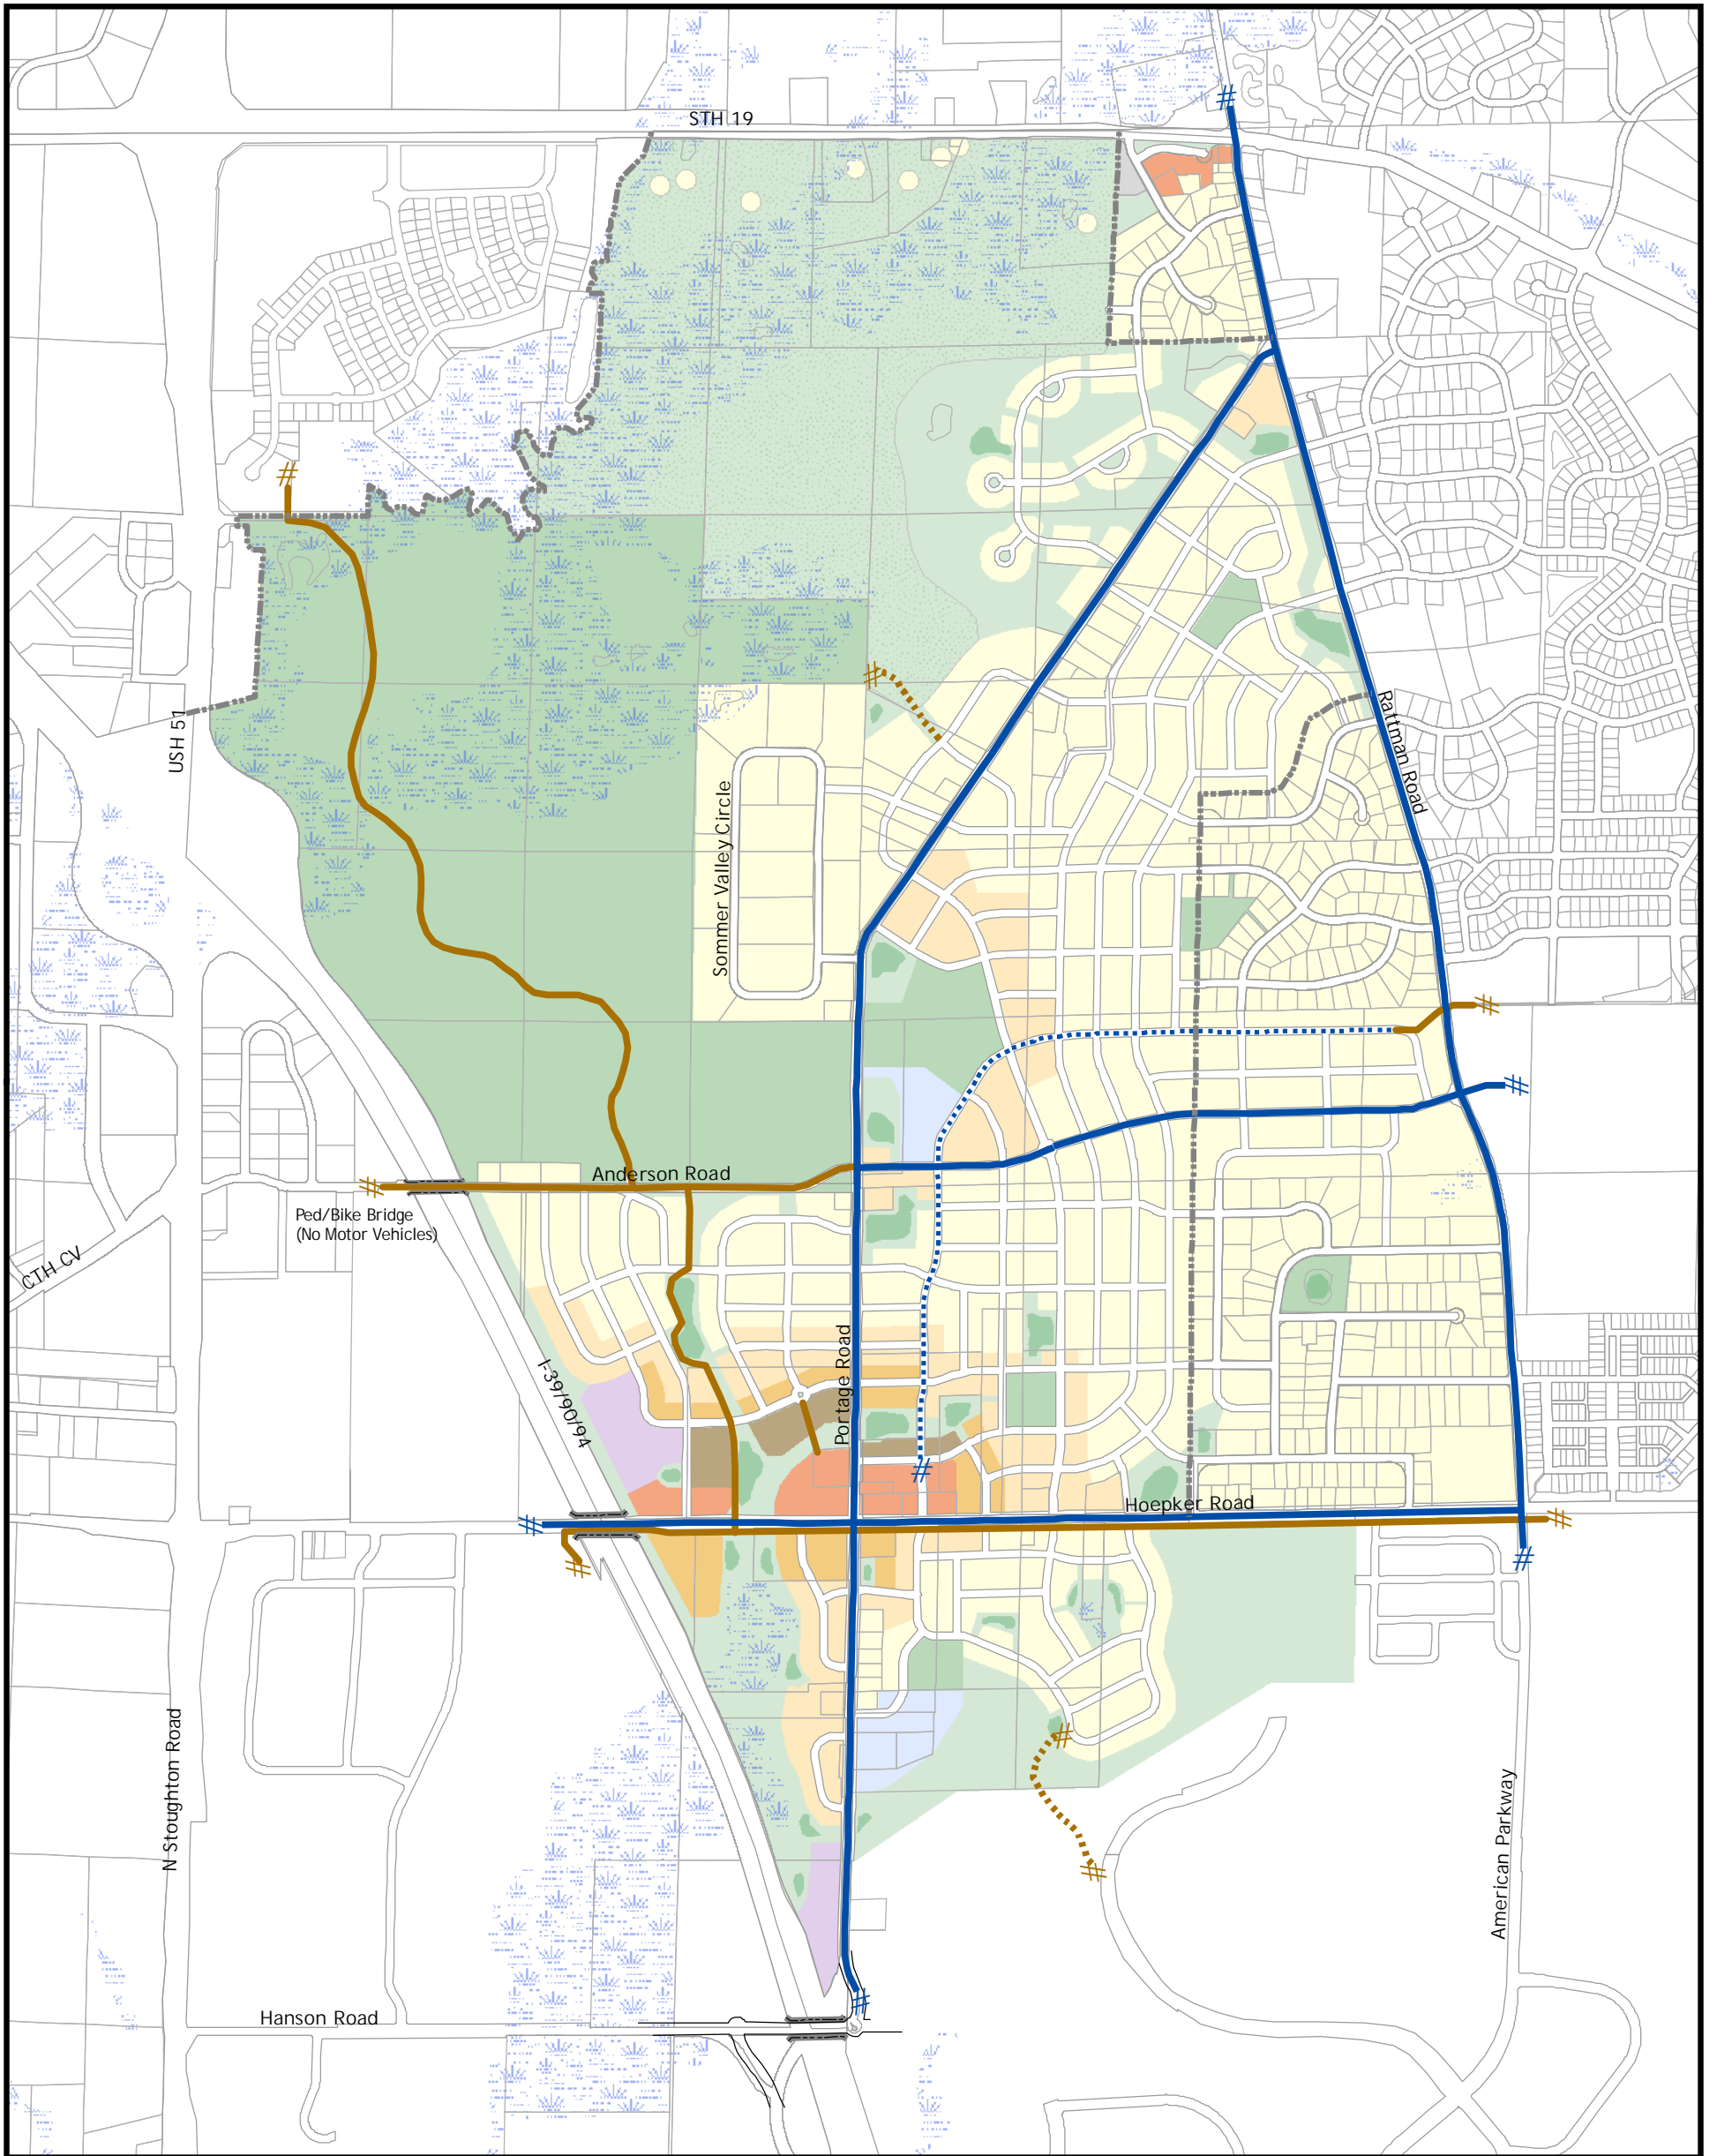 STH 19
USH 51
Rattman Road
Sommer Valley Circle
Anderson Road
Ped/Bike Bridge
(No Motor Vehicles)
CTH CV
Portage Road
I-39/90/94
Hoepker Road
N Stoughton Road
American Parkway
Hanson Road